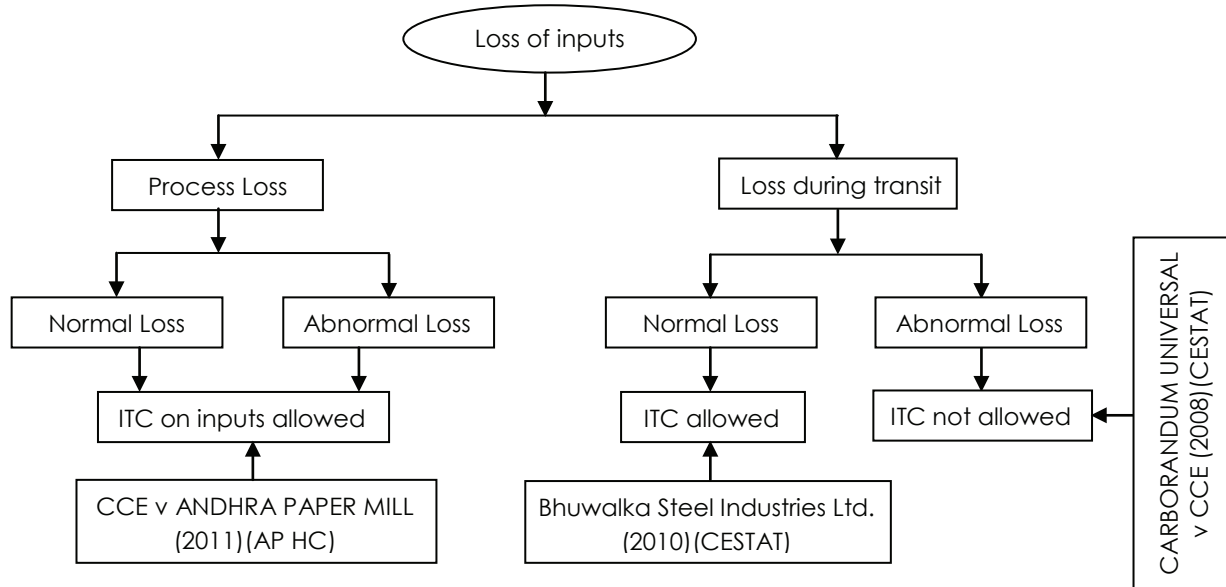 Loss of inputs
Process Loss
Loss during transit
Normal Loss
Abnormal Loss
Normal Loss
Abnormal Loss
ITC on inputs allowed
ITC allowed
ITC not allowed
CCE v ANDHRA PAPER MILL
(2011)(AP HC)
Bhuwalka Steel Industries Ltd.
(2010)(CESTAT)
CARBORANDUM UNIVERSAL
v CCE (2008)(CESTAT)